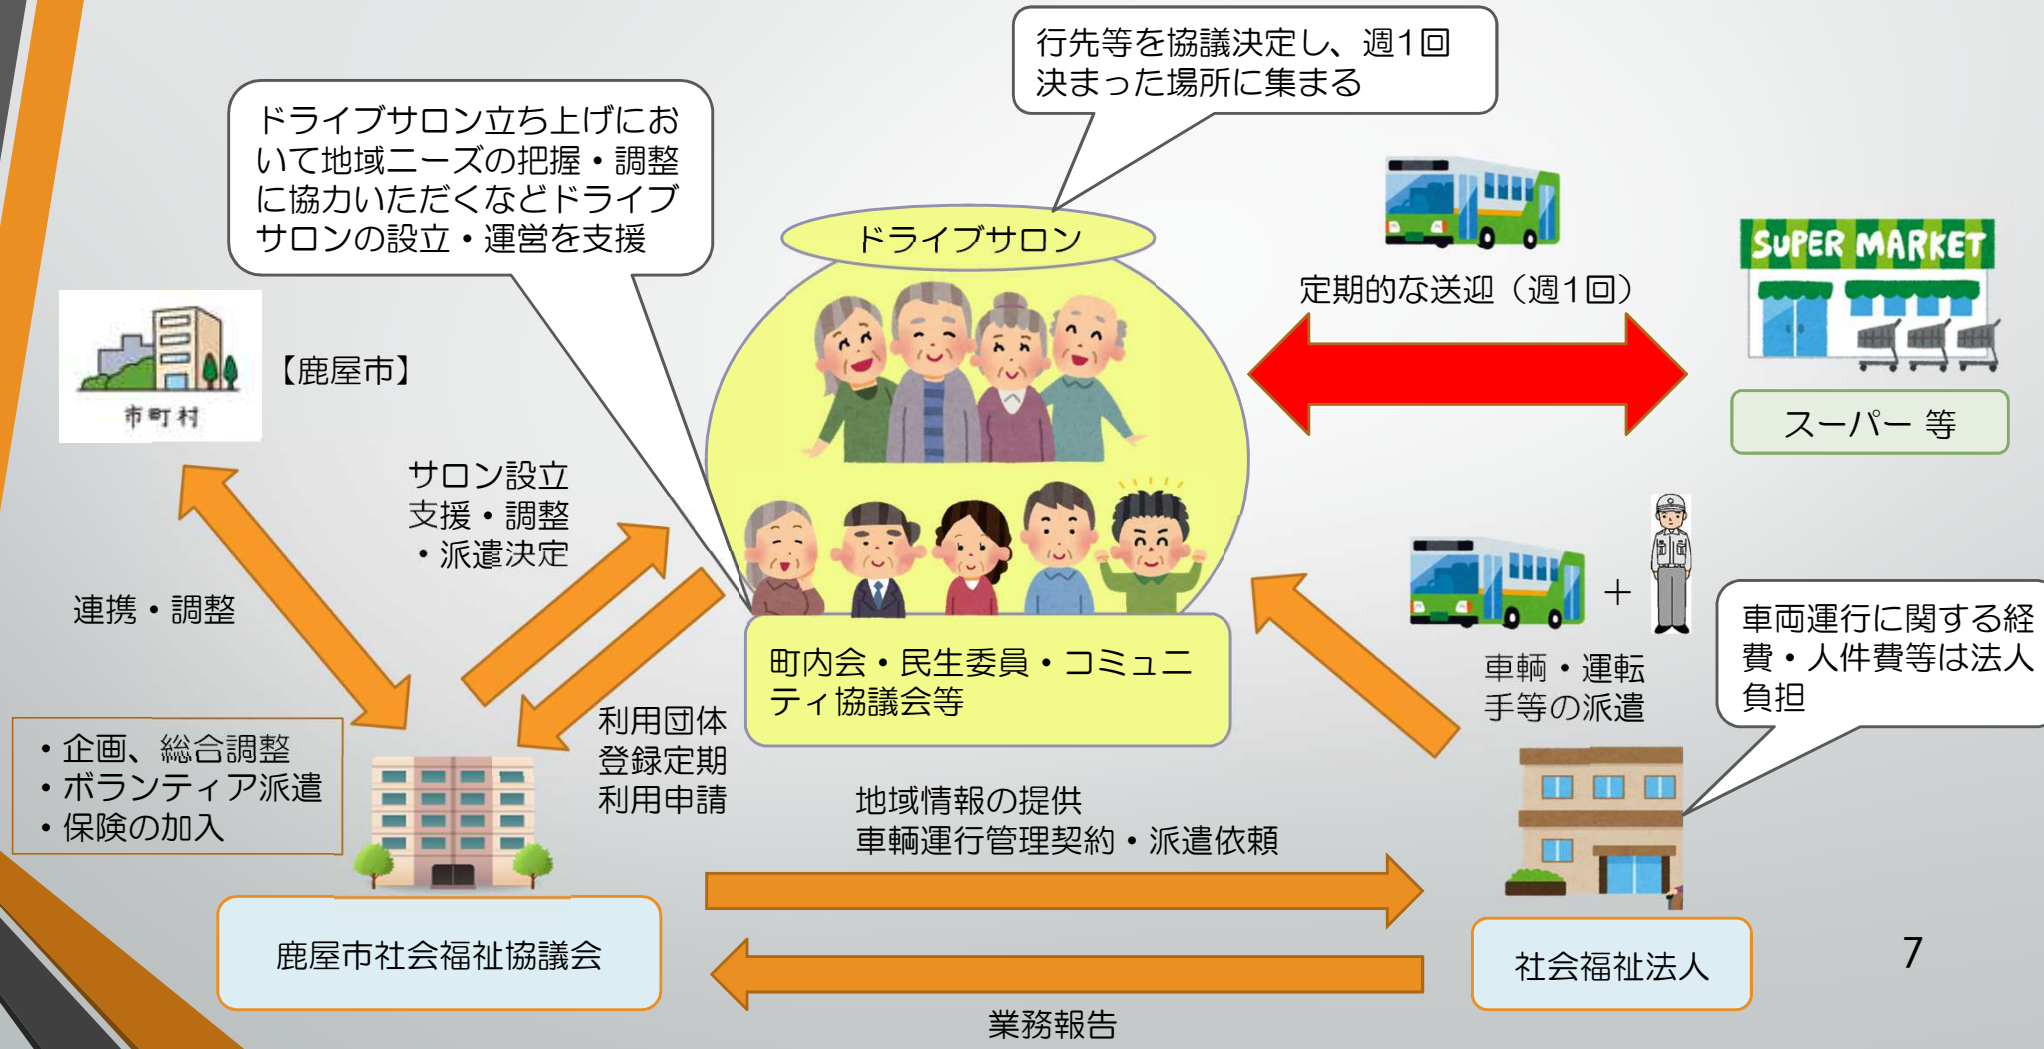 行先等を協議決定し、週1回
決まった場所に集まる
ドライブサロン立ち上げにお
いて地域ニーズの把握・調整
に協力いただくなどドライブ
サロンの設立・運営を支援
ドライブサロン
定期的な送迎（週1回）
SUPER MARKET
スーパー 等
市町村
【鹿屋市】
サロン設立
支援・調整
・派遣決定
連携・調整
町内会・民生委員・コミュニ
ティ協議会等
＋
車輌・運転
手等の派遣
車両運行に関する経
費・人件費等は法人
負担
・企画、総合調整
・ボランティア派遣
・保険の加入
利用団体
登録定期
利用申請
地域情報の提供
車輌運行管理契約・派遣依頼
鹿屋市社会福祉協議会
社会福祉法人
業務報告
7